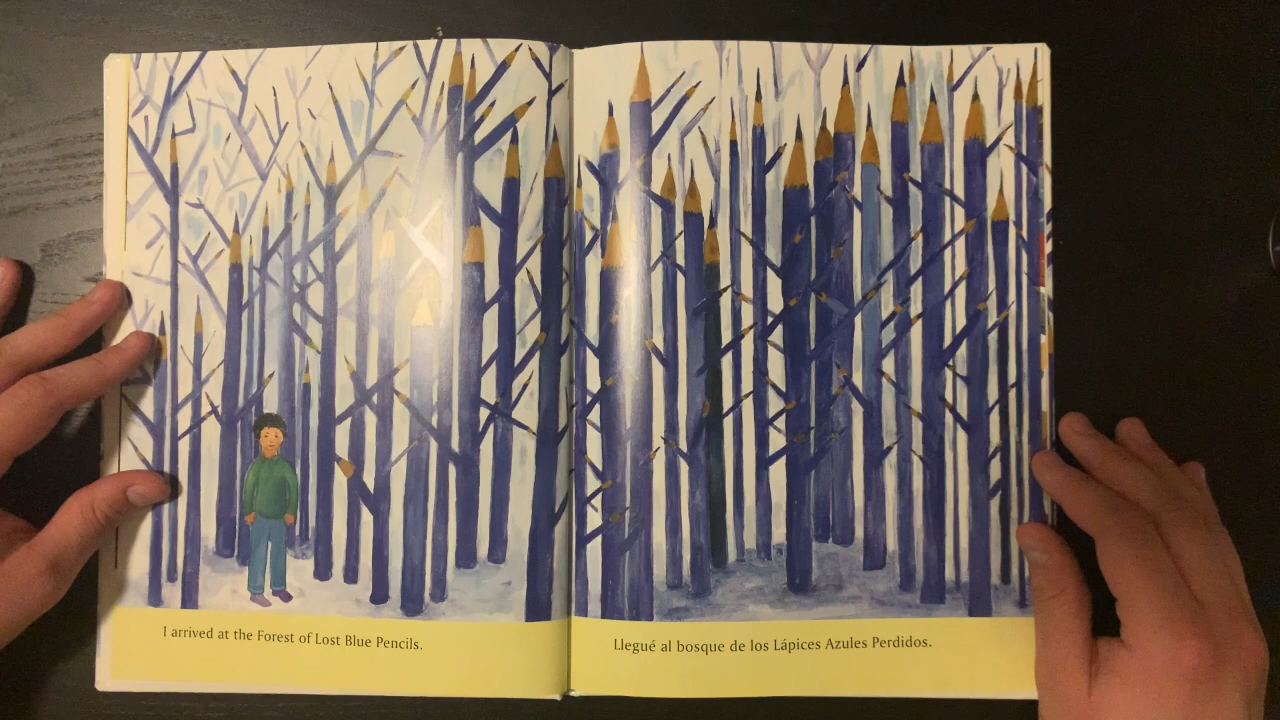 I arrived at the Forest of Lost Blue Pencils.
Llegué al bosque de los Lápices Azules Perdidos.